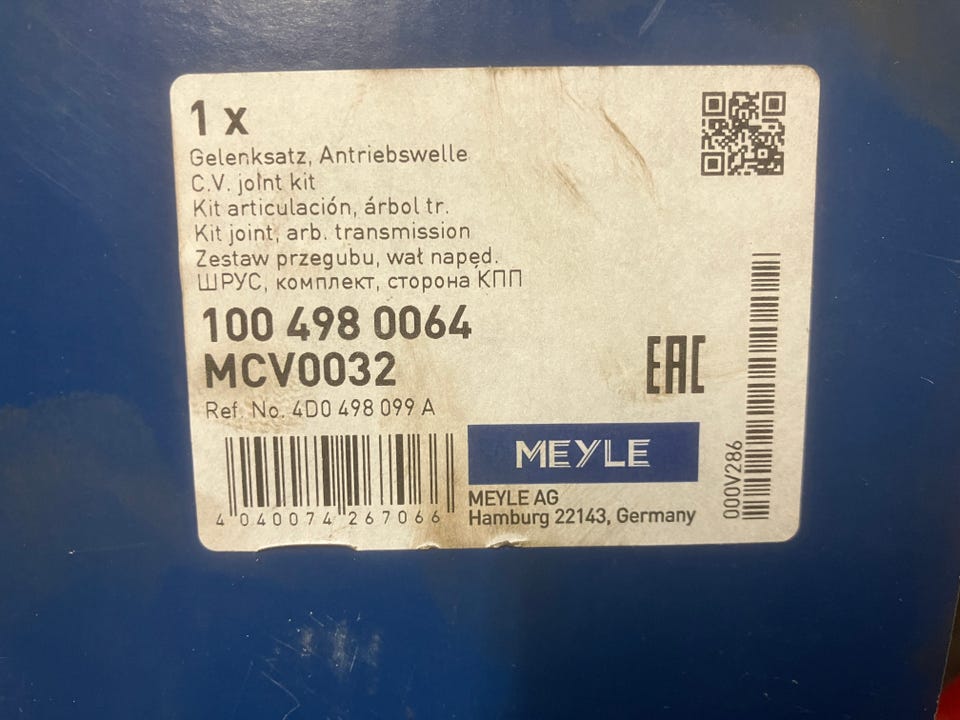 1 x
Gelenksatz, Antriebswelle
C.V. joint kit
Kit articulación, árbol tr.
Kit joint, arb. transmission
Zestaw przegubu, wał napęd.
ШРУС, комплект, сторона КПП
100 498 0064
MCV0032
Ref. No. 4D0 498 099 A
EAC
4 040074 267066
MEYLE
MEYLE AG
Hamburg 22143, Germany
000V286